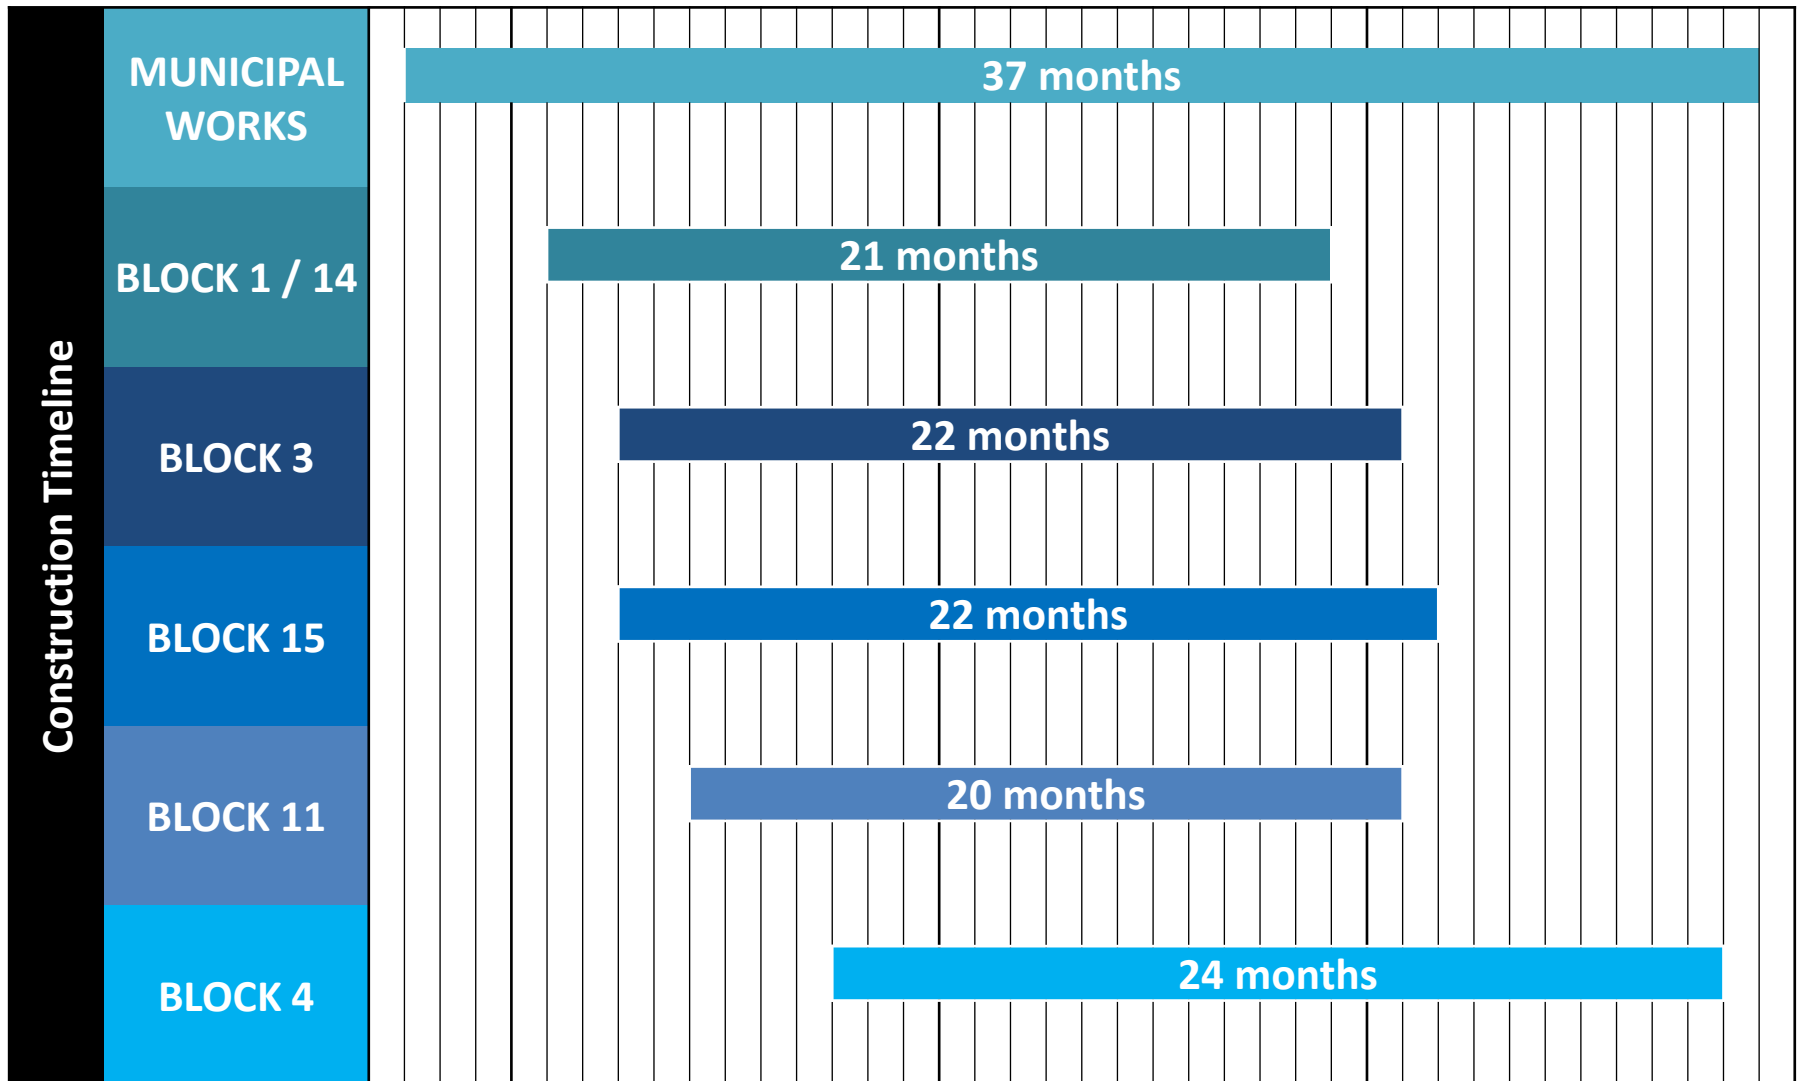 Construction Timeline
MUNICIPAL
WORKS
37 months
BLOCK 1 / 14
21 months
BLOCK 3
22 months
BLOCK 15
22 months
BLOCK 11
20 months
BLOCK 4
24 months